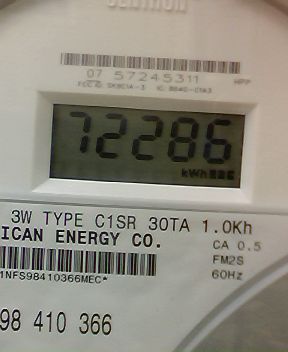 CENTRON
07 57245311
72286
kWh
3W TYPE C1SR 30TA 1.0Kh
ICAN ENERGY CO.
CA 0.5
FM2S
60Hz
1NFS98410366MEC*
98 410 366